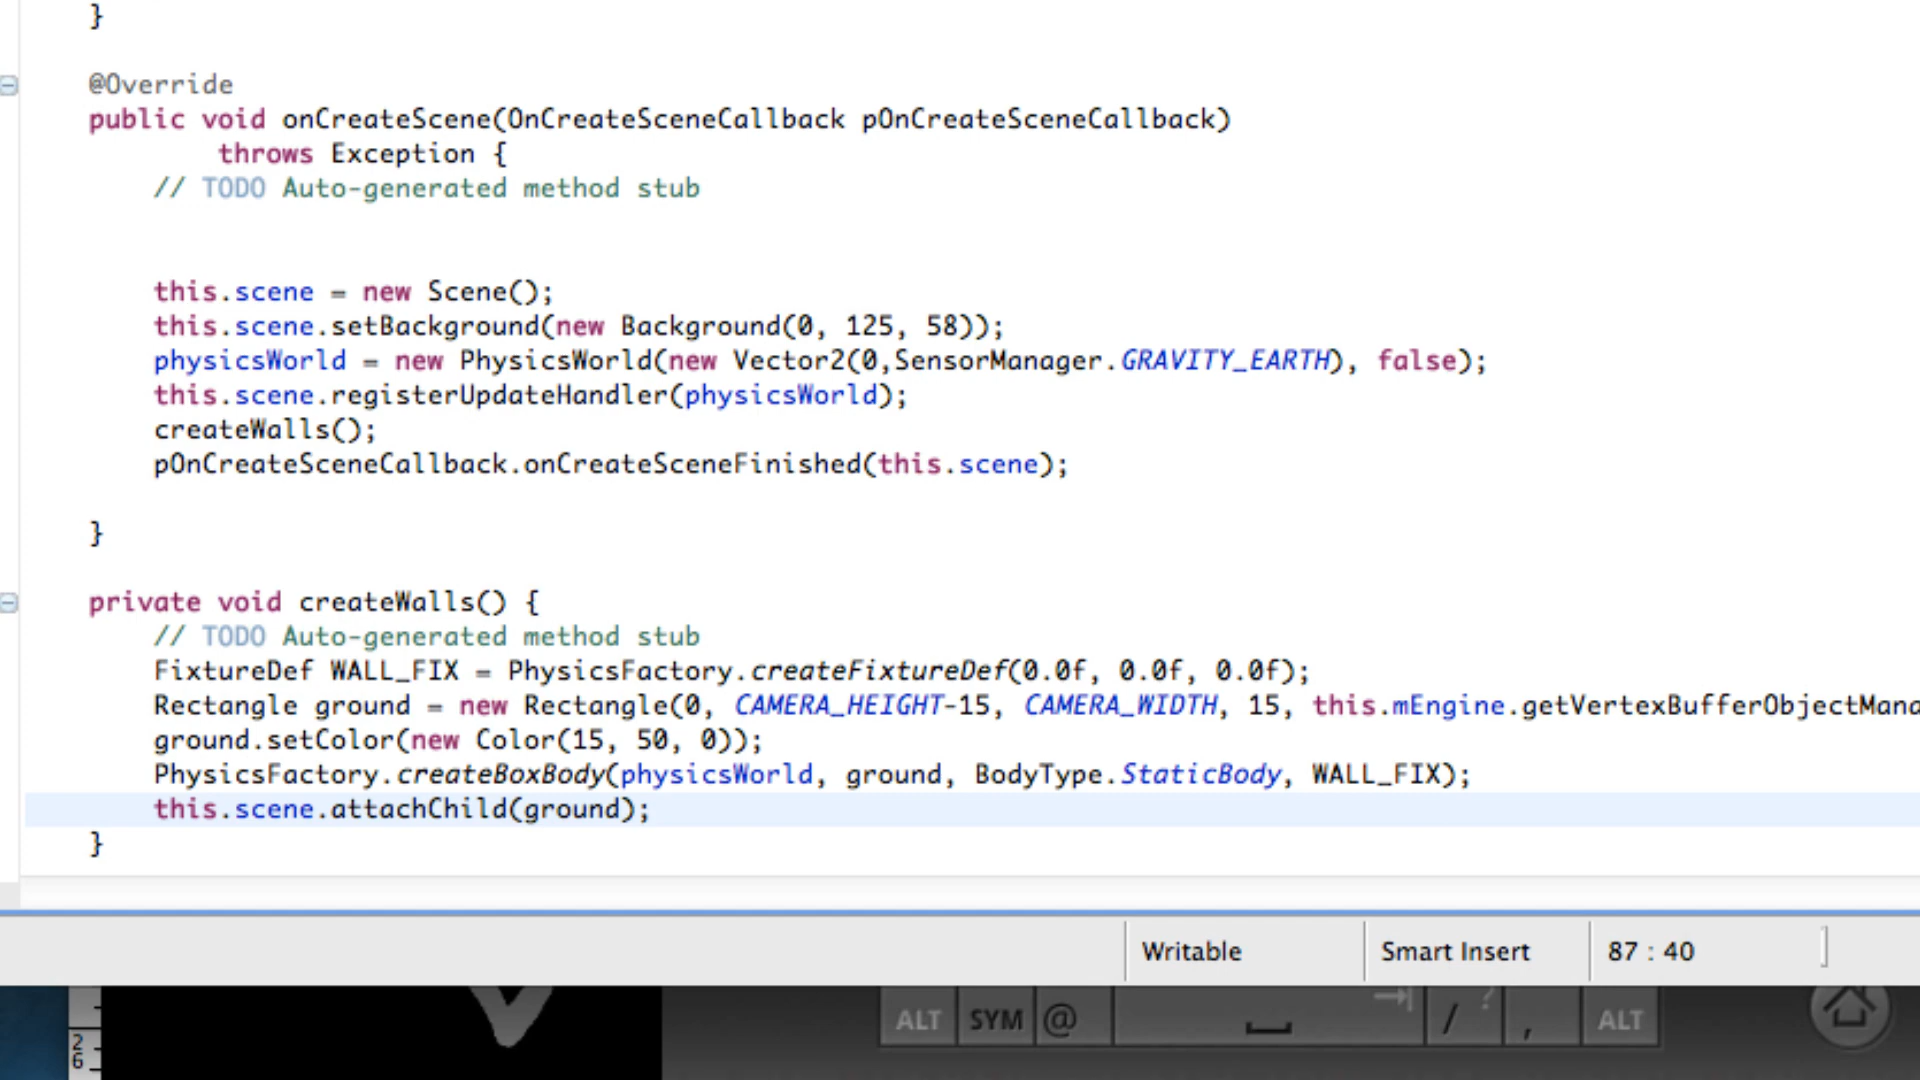 }
@Override
public void onCreateScene(OnCreateSceneCallback pOnCreateSceneCallback)
throws Exception {
// TODO Auto-generated method stub
this.scene = new Scene();
this.scene.setBackground(new Background(0, 125, 58));
physicsWorld = new PhysicsWorld(new Vector2(0,SensorManager.GRAVITY_EARTH), false);
this.scene.registerUpdateHandler(physicsWorld);
createWalls();
pOnCreateSceneCallback.onCreateSceneFinished(this.scene);
}
private void createWalls() {
// TODO Auto-generated method stub
FixtureDef WALL_FIX = PhysicsFactory.createFixtureDef(0.0f, 0.0f, 0.0f);
Rectangle ground = new Rectangle(0, CAMERA_HEIGHT-15, CAMERA_WIDTH, 15, this.mEngine.getVertexBufferObjectMana
ground.setColor(new Color(15, 50, 0));
PhysicsFactory.createBoxBody(physicsWorld, ground, BodyType.StaticBody, WALL_FIX);
this.scene.attachChild(ground);
}
Writable Smart Insert 87 : 40
ALT SYM @ / ? , ALT
2
6